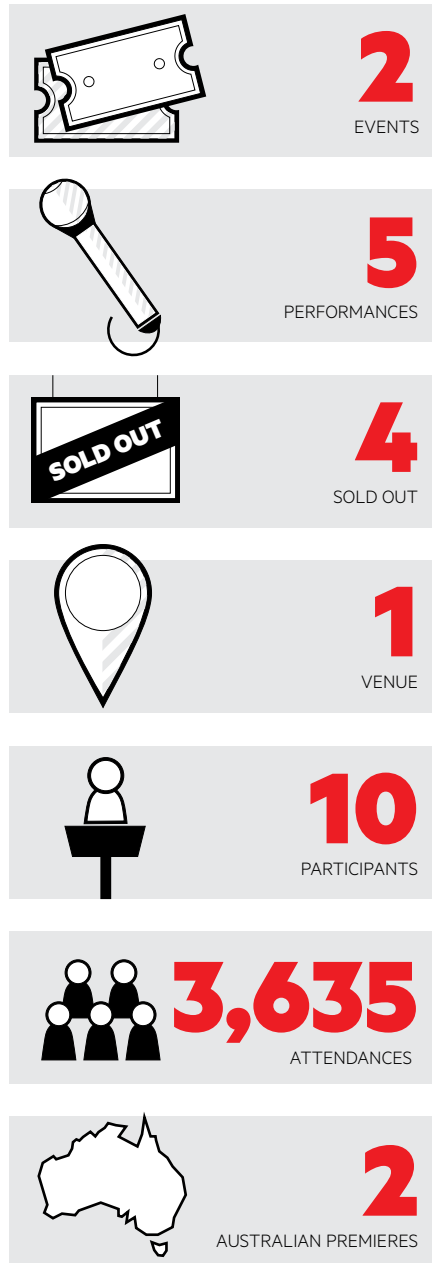 2
EVENTS
5
PERFORMANCES
SOLD OUT
4
SOLD OUT
1
VENUE
10
PARTICIPANTS
3,635
ATTENDANCES
2
AUSTRALIAN PREMIERES